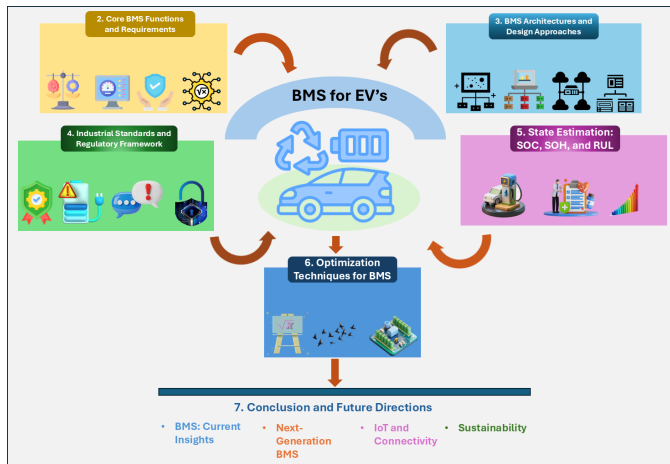 2. Core BMS Functions
and Requirements
3. BMS Architectures and
Design Approaches
BMS for EV's
4. Industrial Standards and
Regulatory Framework
5. State Estimation:
SOC, SOH, and RUL
6. Optimization
Techniques for BMS
√x
√x
7. Conclusion and Future Directions
• BMS: Current
Insights
• Next-
Generation
BMS
• IoT and
Connectivity
• Sustainability